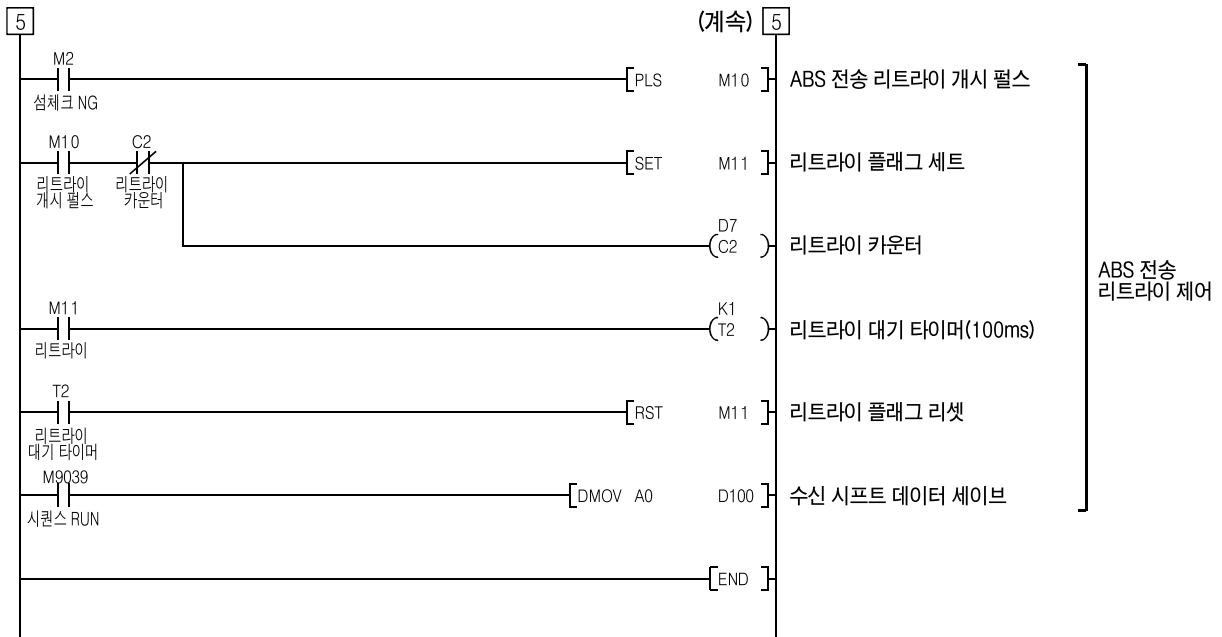 5
(계속) 5
M2
섬체크 NG
PLS M10
ABS 전송 리트라이 개시 펄스
M10
리트라이
개시 펄스
C2
리트라이
카운터
SET M11
리트라이 플래그 세트
D7
C2
리트라이 카운터
M11
리트라이
K1
T2
리트라이 대기 타이머(100ms)
T2
리트라이
대기 타이머
RST M11
리트라이 플래그 리셋
M9039
시퀀스 RUN
DMOV A0 D100
수신 시프트 데이터 세이브
END
ABS 전송
리트라이 제어